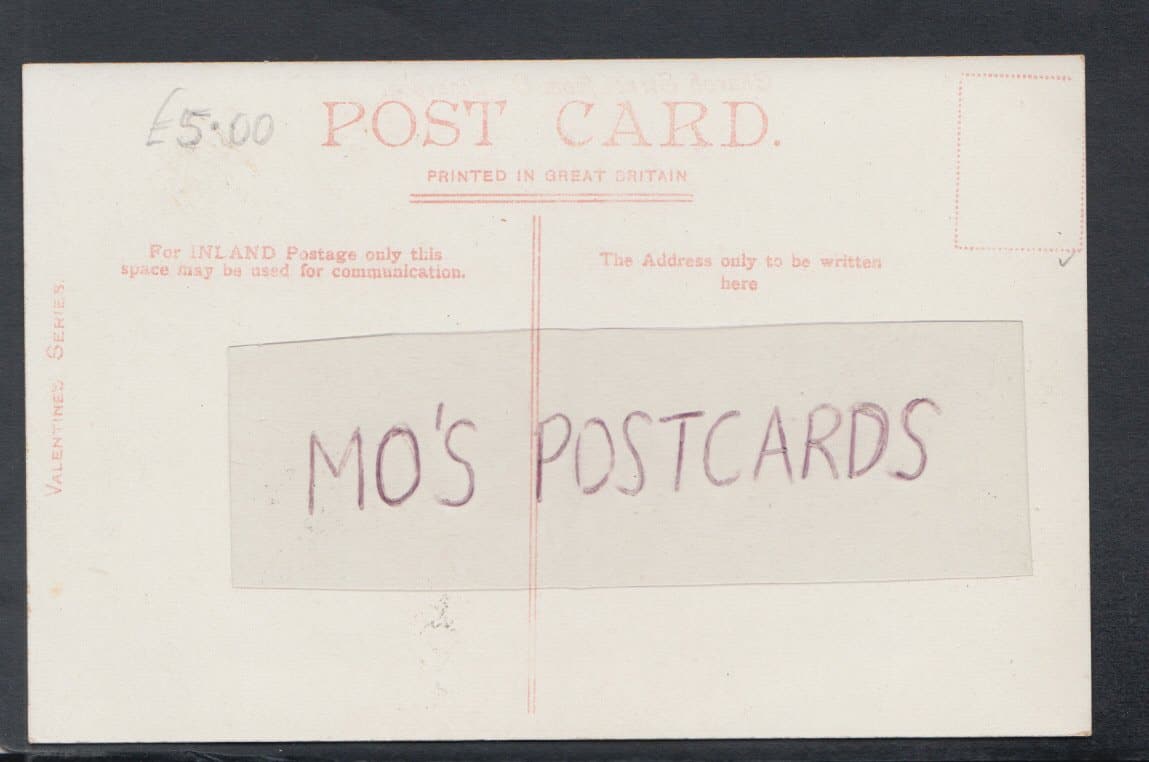 £5.00
POST CARD.
PRINTED IN GREAT BRITAIN
For INLAND Postage only this
space may be used for communication.
The Address only to be written
here
VALENTINES SERIES.
MO'S POSTCARDS